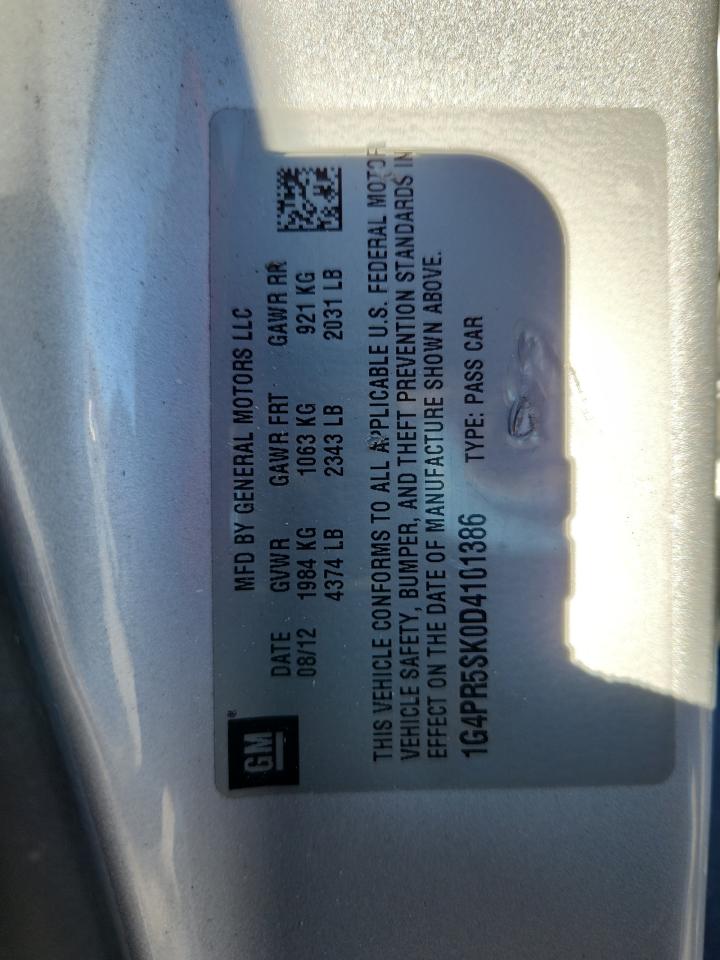 GM®
MFD BY GENERAL MOTORS LLC
DATE GVWR GAWR FRT GAWR RR
08/12 1984 KG 1063 KG 921 KG
4374 LB 2343 LB 2031 LB
THIS VEHICLE CONFORMS TO ALL APPLICABLE U.S. FEDERAL MOTOR
VEHICLE SAFETY, BUMPER, AND THEFT PREVENTION STANDARDS IN
EFFECT ON THE DATE OF MANUFACTURE SHOWN ABOVE.
1G4PR5SK0D4101386 TYPE: PASS CAR